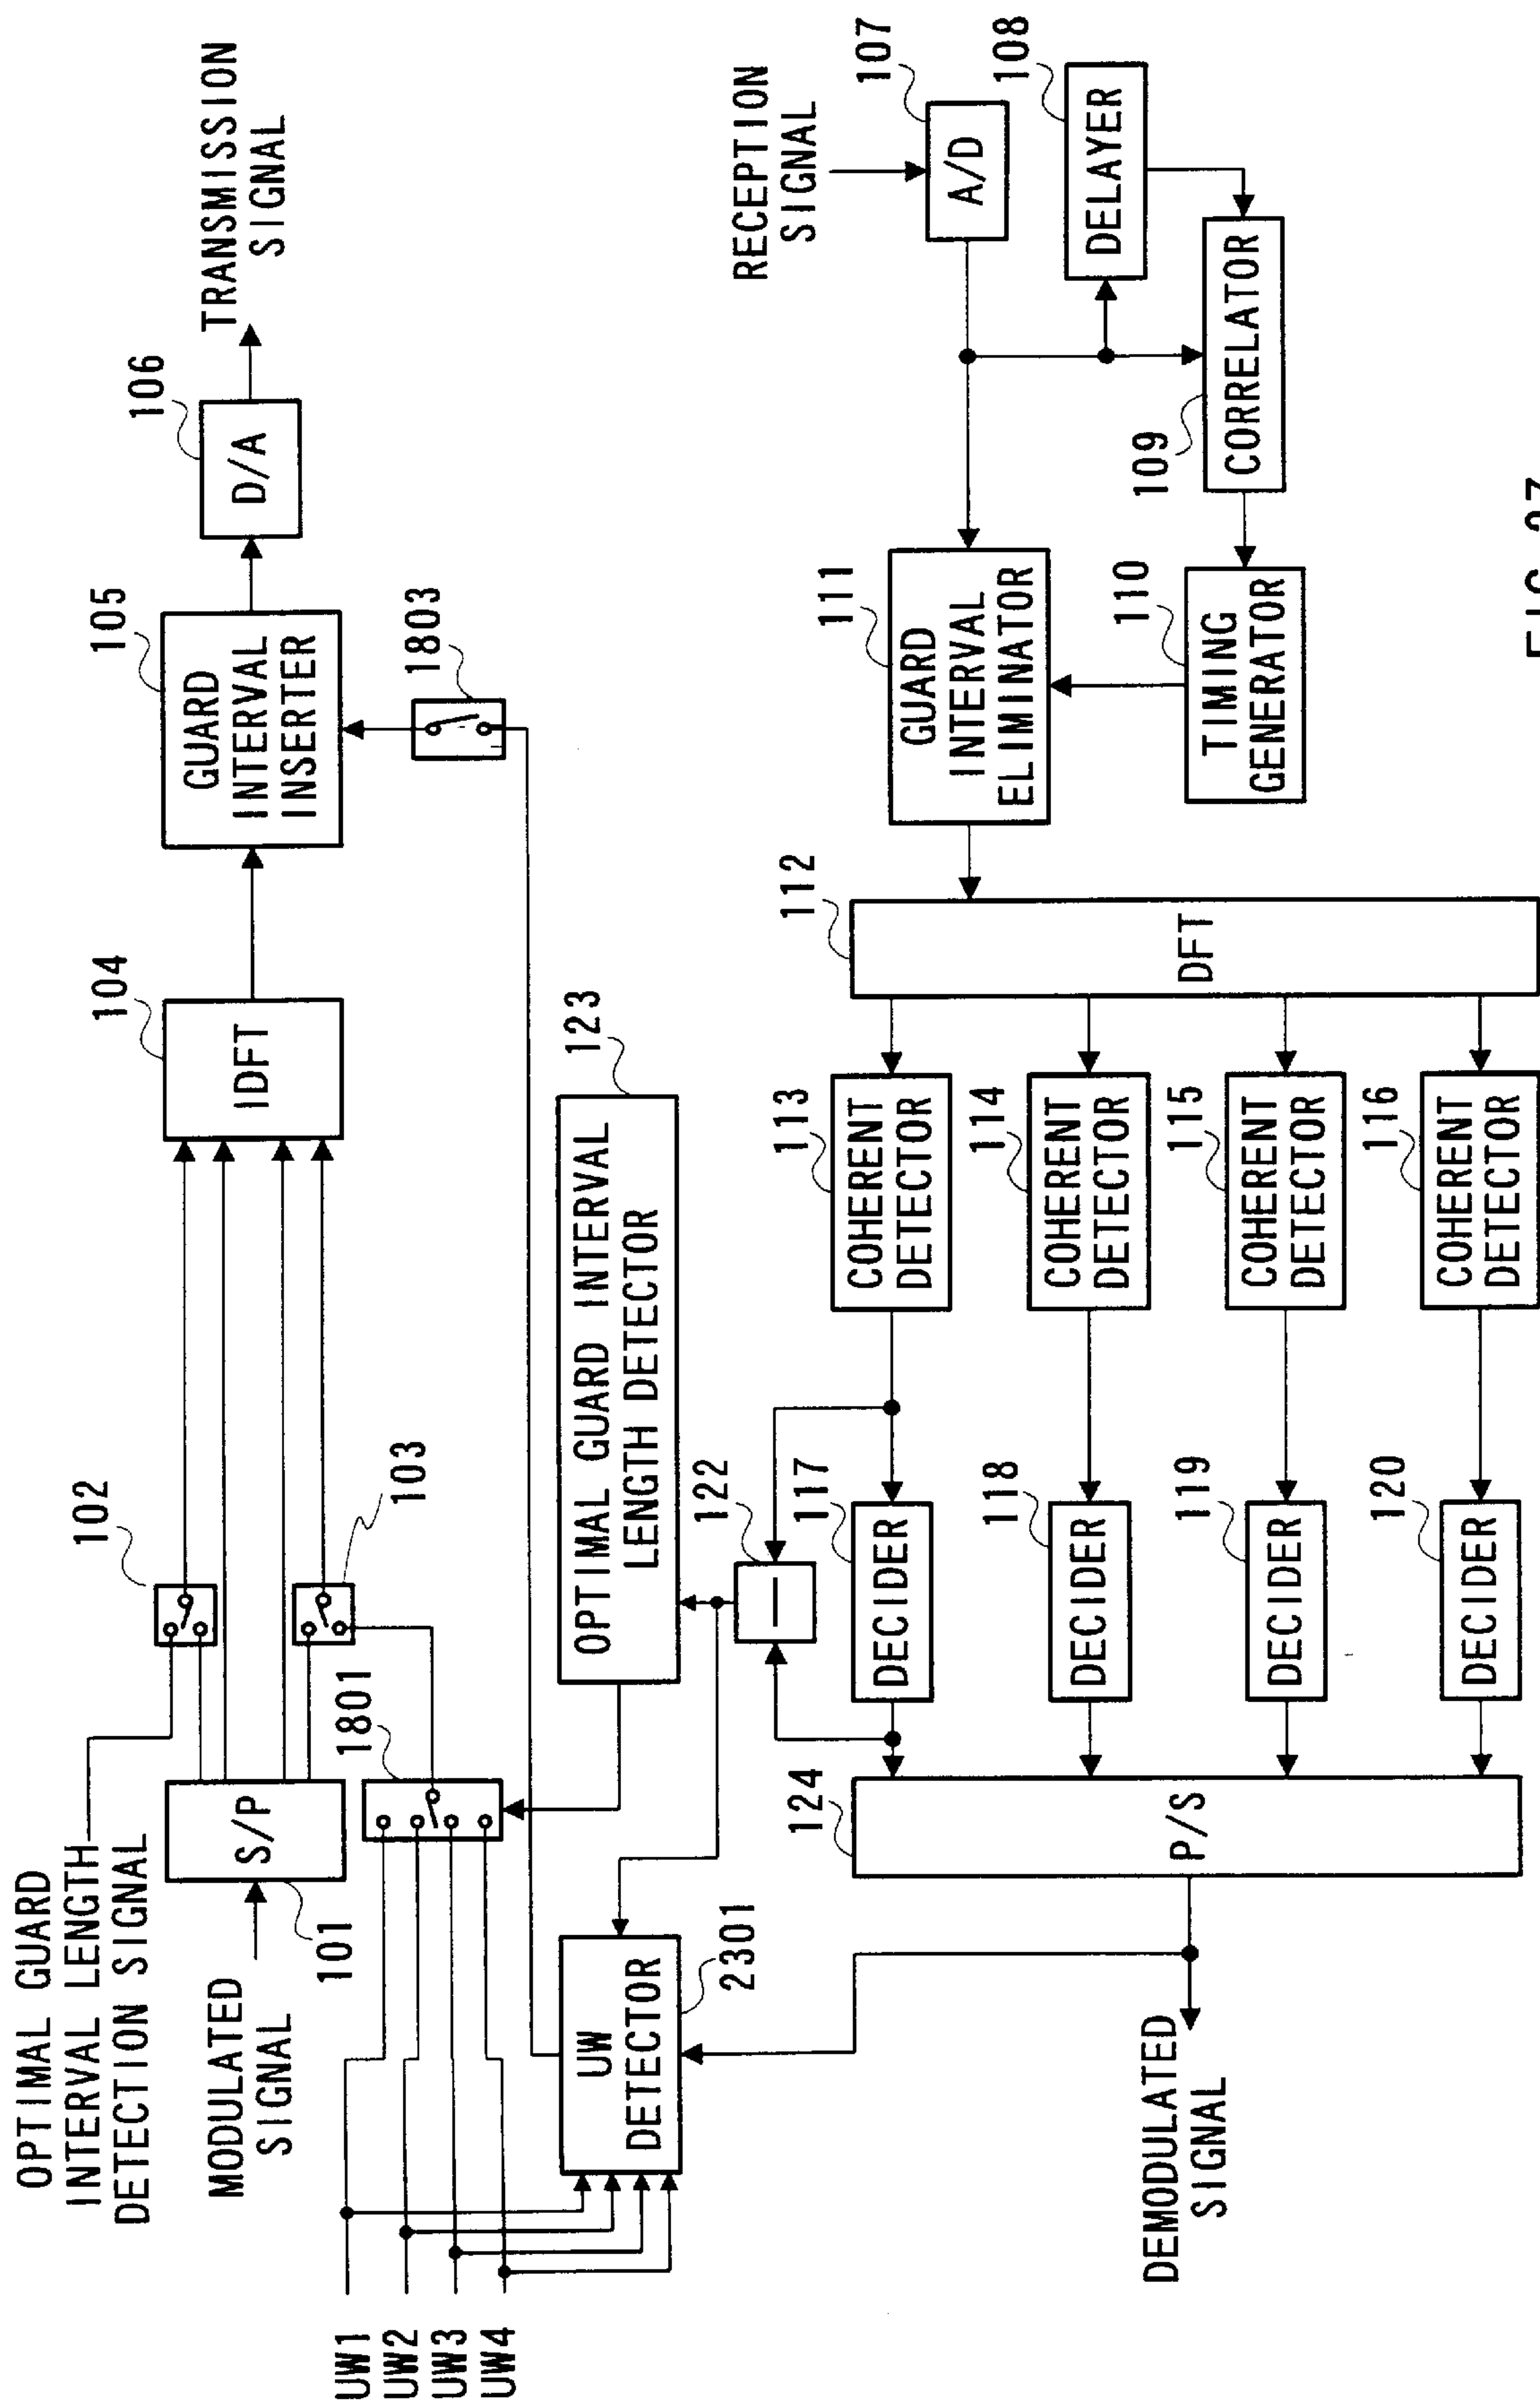 OPTIMAL GUARD
INTERVAL LENGTH
DETECTION SIGNAL
MODULATED
SIGNAL
101
S/P
102
103
104
IDFT
105
GUARD
INTERVAL
INSERTER
106
D/A
TRANSMISSION
SIGNAL
1803
1801
UW1
UW2
UW3
UW4
UW
DETECTOR
2301
123
OPTIMAL GUARD INTERVAL
LENGTH DETECTOR
122
RECEPTION
SIGNAL
107
A/D
108
DELAYER
109
CORRELATOR
110
TIMING
GENERATOR
111
GUARD
INTERVAL
ELIMINATOR
112
DFT
113
COHERENT
DETECTOR
114
COHERENT
DETECTOR
115
COHERENT
DETECTOR
116
COHERENT
DETECTOR
117
DECIDER
118
DECIDER
119
DECIDER
120
DECIDER
124
P/S
DEMODULATED
SIGNAL